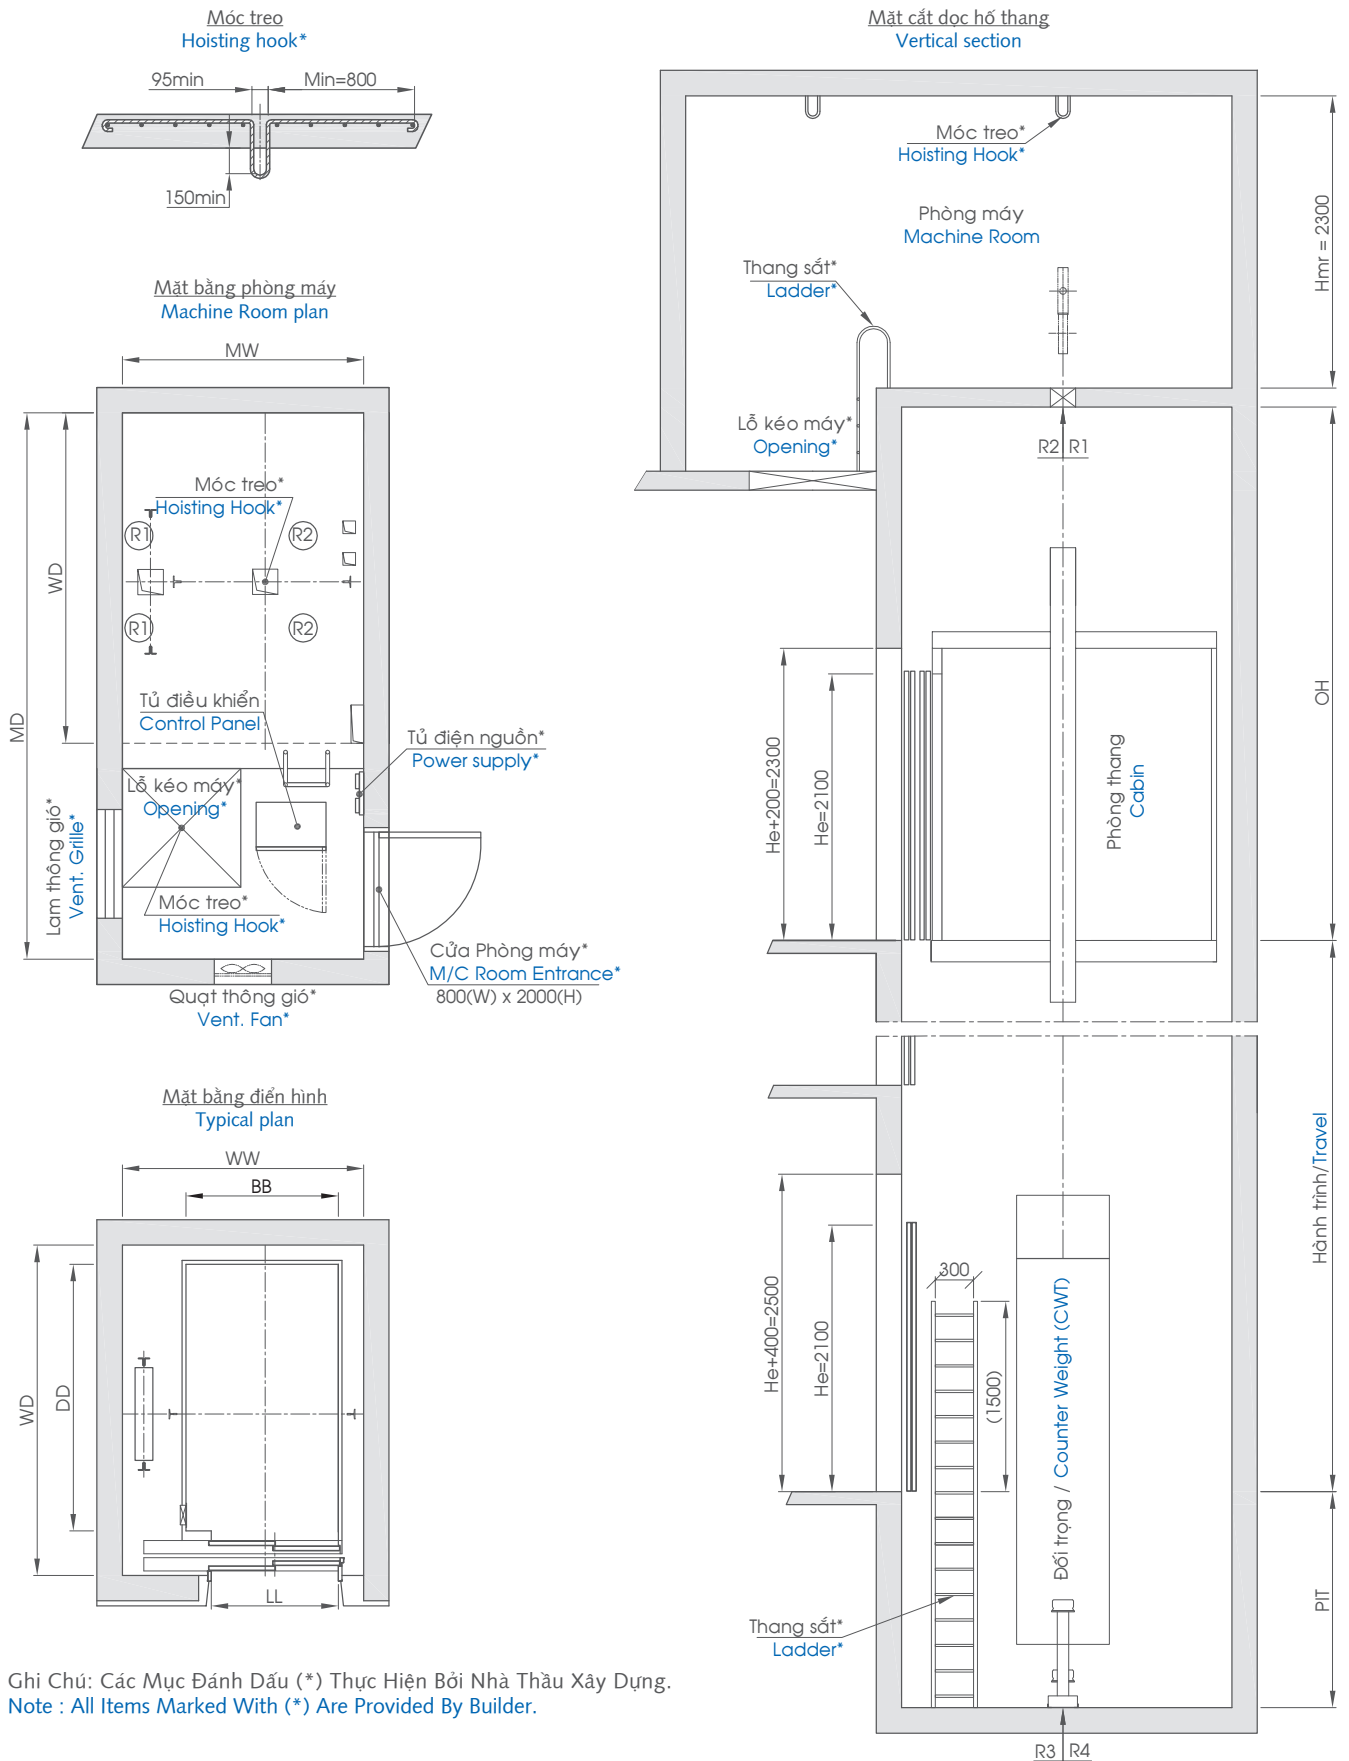 Móc treo
Hoisting hook*
95min
Min=800
150min
Mặt bằng phòng máy
Machine Room plan
MW
Móc treo*
Hoisting Hook*
R1
R2
R1
R2
WD
MD
Tủ điều khiển
Control Panel
Tủ điện nguồn*
Power supply*
Lỗ kéo máy*
Opening*
Lam thông gió*
Vent. Grille*
Móc treo*
Hoisting Hook*
Cửa Phòng máy*
M/C Room Entrance*
800(W) x 2000(H)
Quạt thông gió*
Vent. Fan*
Mặt bằng điển hình
Typical plan
WW
BB
WD
DD
LL
Mặt cắt dọc hố thang
Vertical section
Móc treo*
Hoisting Hook*
Phòng máy
Machine Room
Hmr = 2300
Thang sắt*
Ladder*
Lỗ kéo máy*
Opening*
R2 R1
OH
He+200=2300
He=2100
Phòng thang
Cabin
Hành trình/Travel
He+400=2500
He=2100
300
(1500)
Đối trọng / Counter Weight (CWT)
Thang sắt*
Ladder*
PIT
R3 R4
Ghi Chú: Các Mục Đánh Dấu (*) Thực Hiện Bởi Nhà Thầu Xây Dựng.
Note : All Items Marked With (*) Are Provided By Builder.